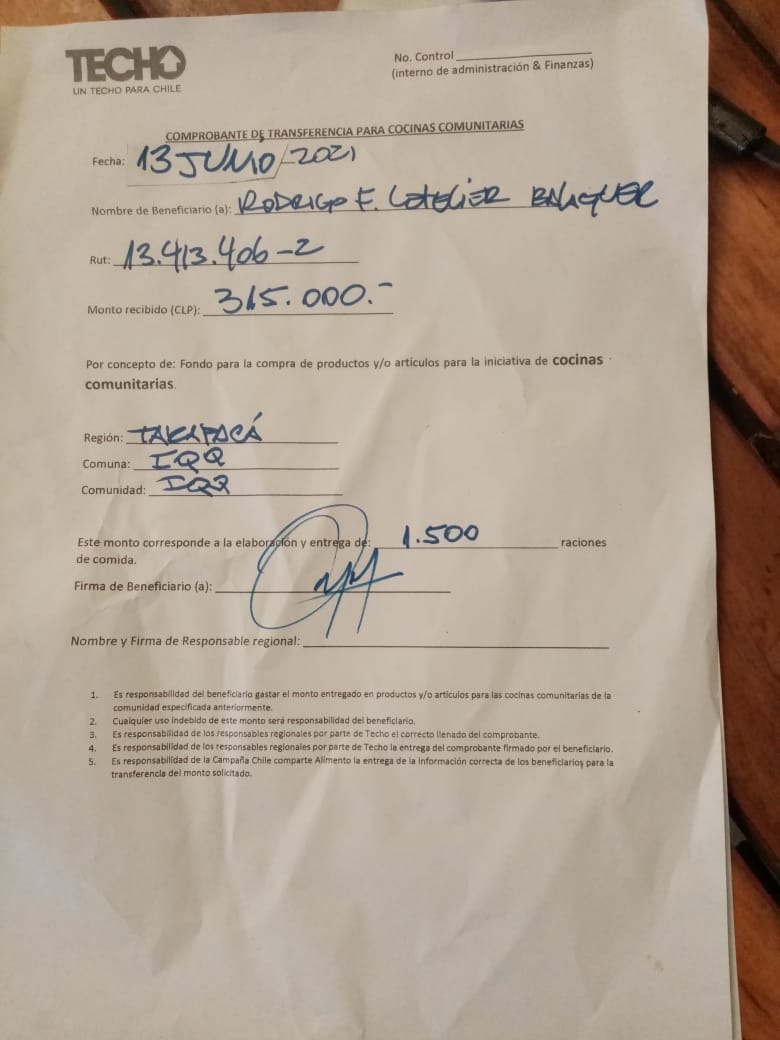 TECHO
UN TECHO PARA CHILE
No. Control
(interno de administración & Finanzas)
COMPROBANTE DE TRANSFERENCIA PARA COCINAS COMUNITARIAS
Fecha: 13 /2021
Nombre de Beneficiario (a): RODRIGO E. LETELIER BALAGUER
Rut: 13.413.406-2
Monto recibido (CLP): 315.000.-
Por concepto de: Fondo para la compra de productos y/o artículos para la iniciativa de cocinas
comunitarias.
Región: TARAPACÁ
Comuna: IQQ
Comunidad: IQQ
Este monto corresponde a la elaboración y entrega de: 1.500 raciones
de comida.
Firma de Beneficiario (a):
Nombre y Firma de Responsable regional:
1. Es responsabilidad del beneficiario gastar el monto entregado en productos y/o artículos para las cocinas comunitarias de la
comunidad especificada anteriormente.
2. Cualquier uso indebido de este monto será responsabilidad del beneficiario.
3. Es responsabilidad de los responsables regionales por parte de Techo el correcto llenado del comprobante.
4. Es responsabilidad de los responsables regionales por parte de Techo la entrega del comprobante firmado por el beneficiario.
5. Es responsabilidad de la Campaña Chile comparte Alimento la entrega de la información correcta de los beneficiarios para la
transferencia del monto solicitado.